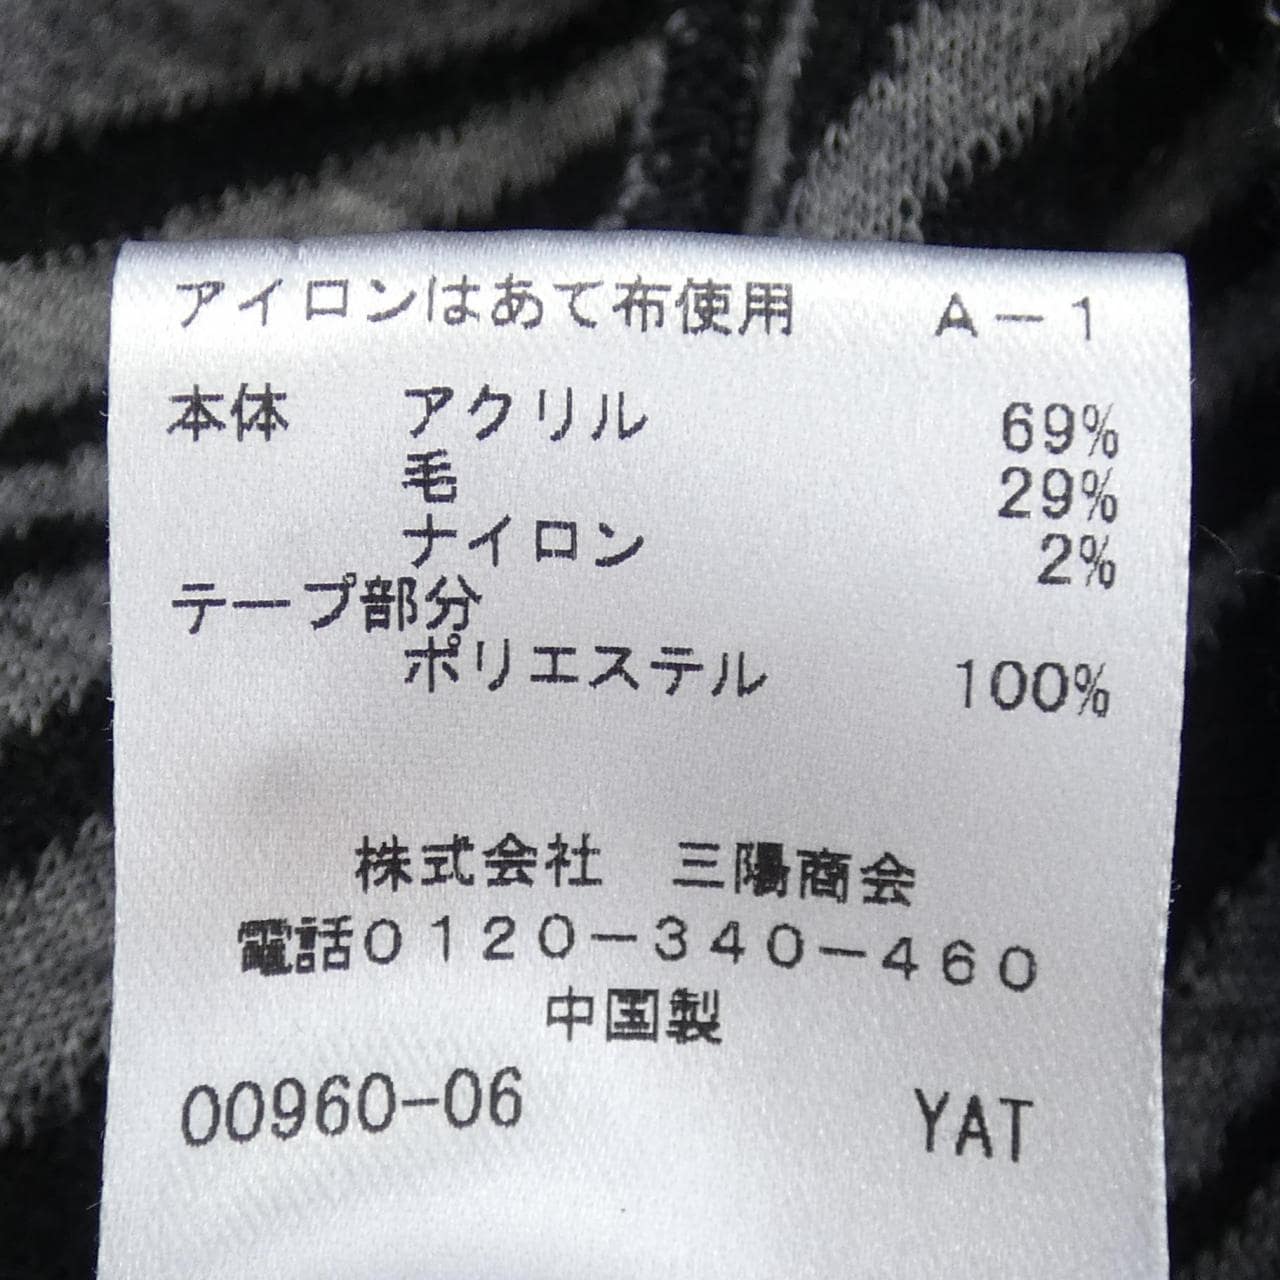 アイロンはあて布使用 A－1
本体 アクリル 69%
毛 29%
ナイロン 2%
テープ部分
ポリエステル 100%
株式会社 三陽商会
電話0120－340－460
中国製
00960-06 YAT